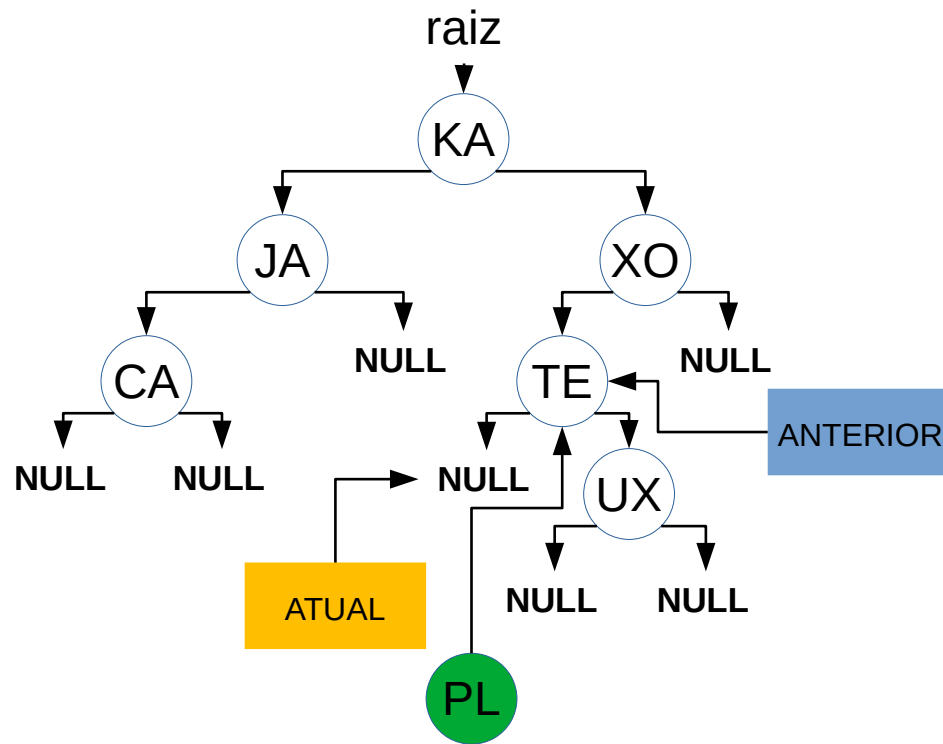 raiz
KA
JA
XO
NULL
NULL
CA
TE
ANTERIOR
NULL
NULL
NULL
UX
NULL
NULL
ATUAL
PL